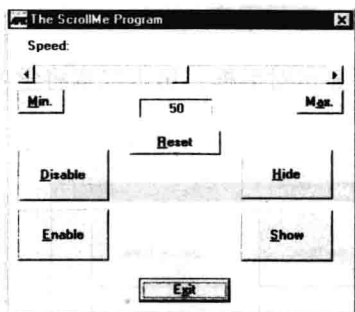 The ScrollMe Program
Speed:
Min.
50
Max.
Reset
Disable
Hide
Enable
Show
Exit